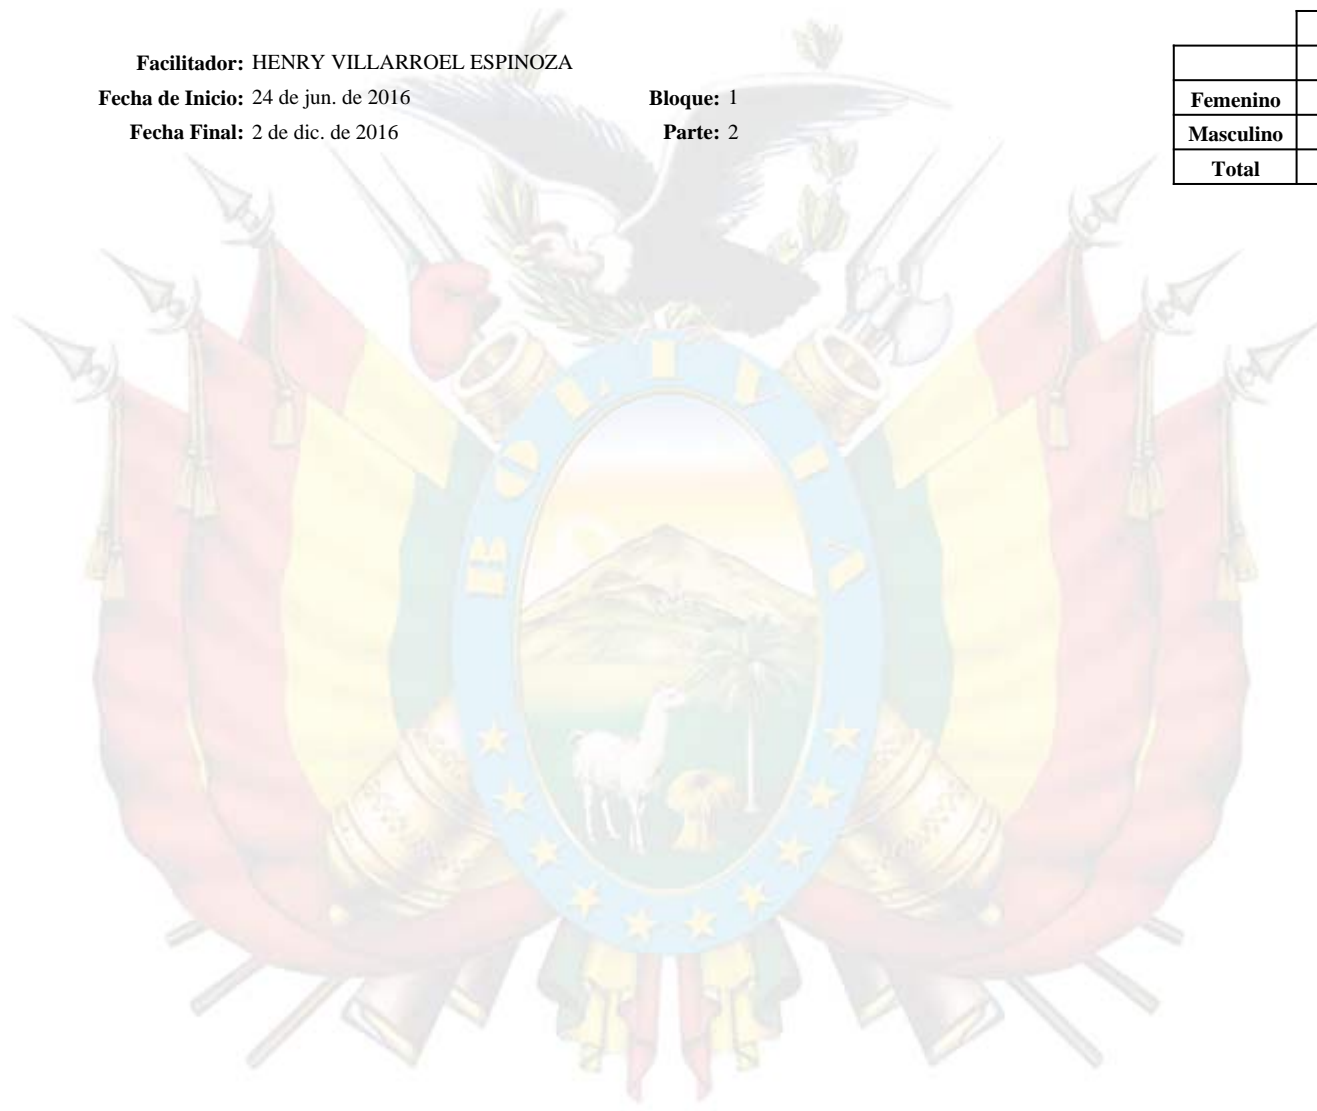 Facilitador: HENRY VILLARROEL ESPINOZA
Fecha de Inicio: 24 de jun. de 2016 Bloque: 1
Fecha Final: 2 de dic. de 2016 Parte: 2
Femenino
Masculino
Total
BOLIVIA